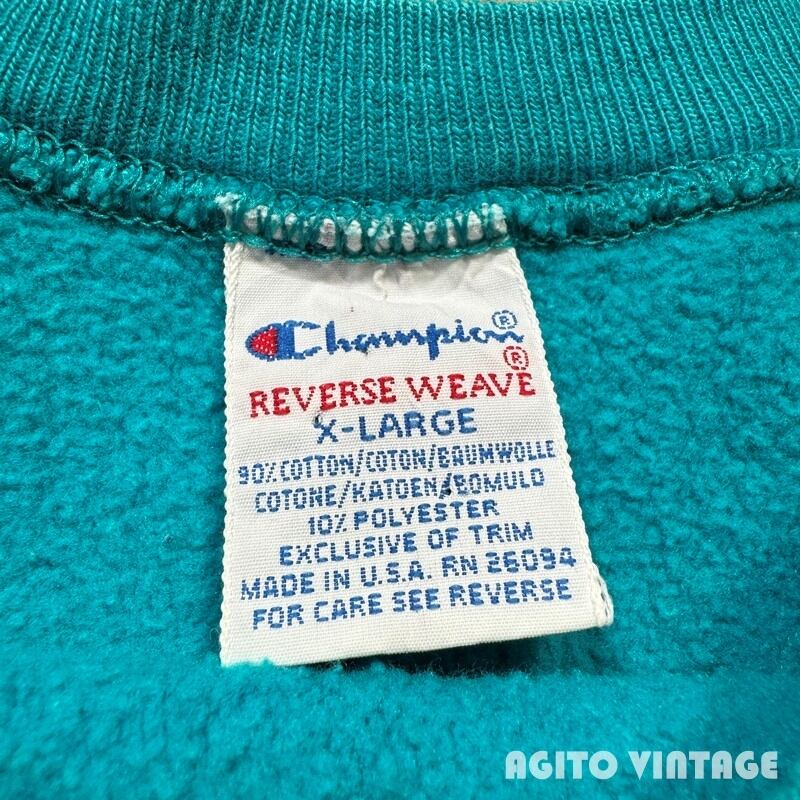 Champion®
REVERSE WEAVE®
X-LARGE
90% COTTON/COTON/BAUMWOLLE
COTONE/KATOEN/BOMULD
10% POLYESTER
EXCLUSIVE OF TRIM
MADE IN U.S.A. RN 26094
FOR CARE SEE REVERSE
AGITO VINTAGE